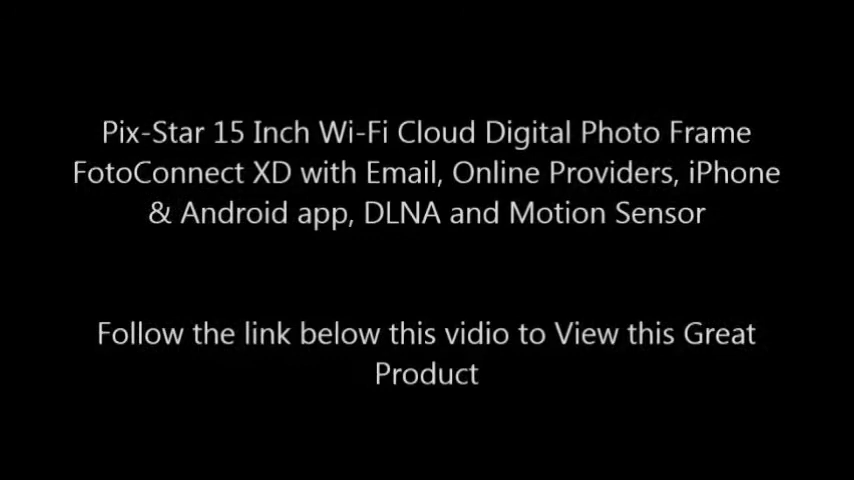 Pix-Star 15 Inch Wi-Fi Cloud Digital Photo Frame
FotoConnect XD with Email, Online Providers, iPhone
& Android app, DLNA and Motion Sensor
Follow the link below this vidio to View this Great
Product